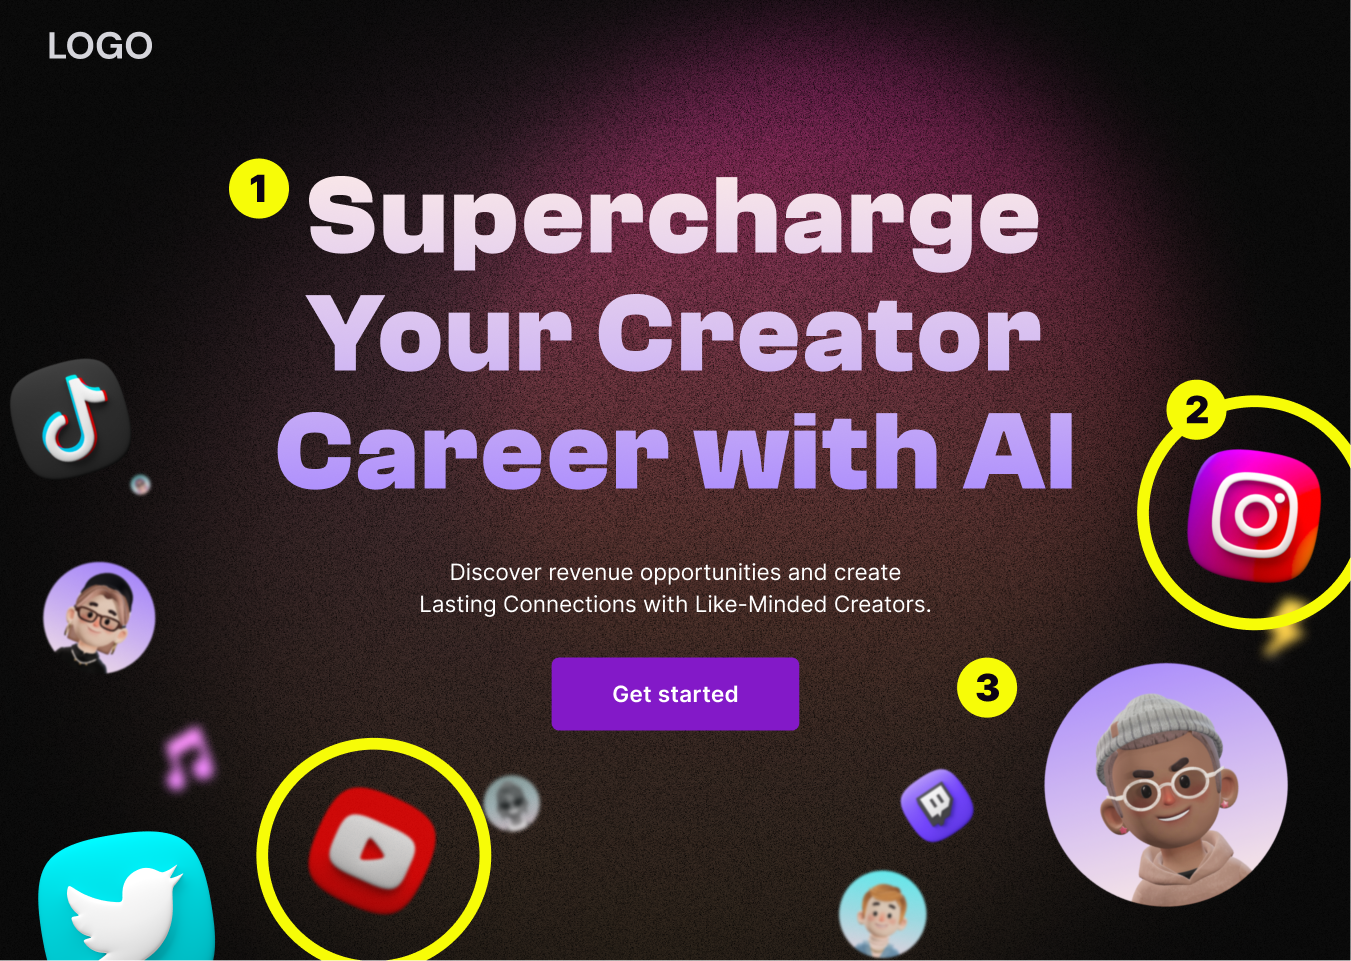 LOGO
1
Supercharge
Your Creator
Career with AI
2
Discover revenue opportunities and create
Lasting Connections with Like-Minded Creators.
3
Get started